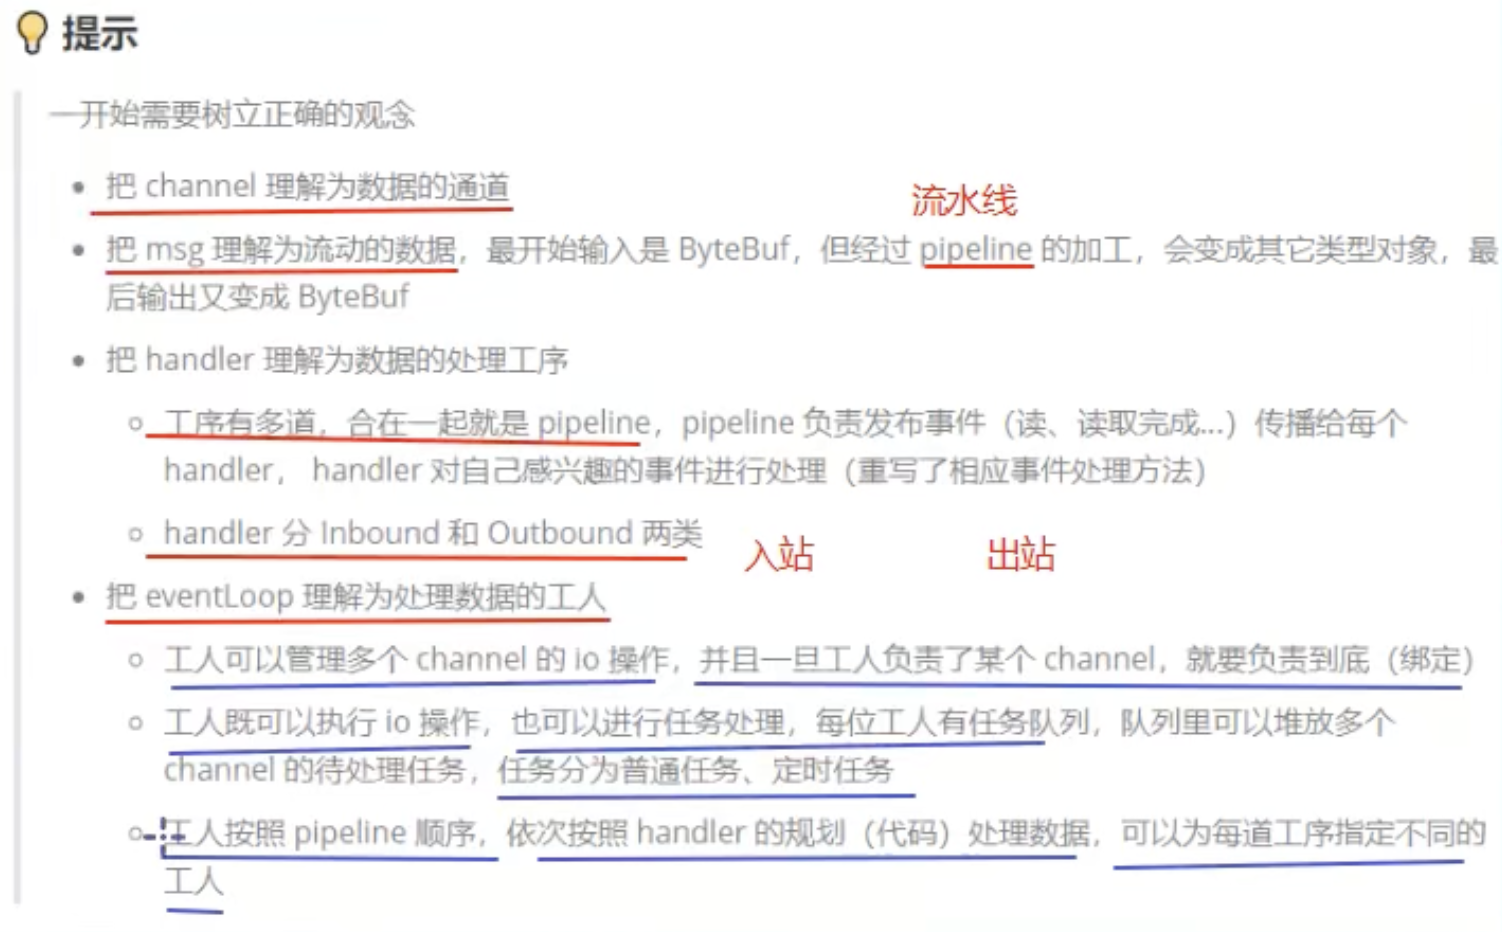 提示
一开始需要树立正确的观念
把 channel 理解为数据的通道
流水线
把 msg 理解为流动的数据，最开始输入是 ByteBuf，但经过 pipeline 的加工，会变成其它类型对象，最
后输出又变成 ByteBuf
把 handler 理解为数据的处理工序
工序有多道，合在一起就是 pipeline，pipeline 负责发布事件（读、读取完成...）传播给每个
handler， handler 对自己感兴趣的事件进行处理（重写了相应事件处理方法）
handler 分 Inbound 和 Outbound 两类
入站 出站
把 eventLoop 理解为处理数据的工人
工人可以管理多个 channel 的 io 操作，并且一旦工人负责了某个 channel，就要负责到底（绑定）
工人既可以执行 io 操作，也可以进行任务处理，每位工人有任务队列，队列里可以堆放多个
channel 的待处理任务，任务分为普通任务、定时任务
工人按照 pipeline 顺序，依次按照 handler 的规划（代码）处理数据，可以为每道工序指定不同的
工人